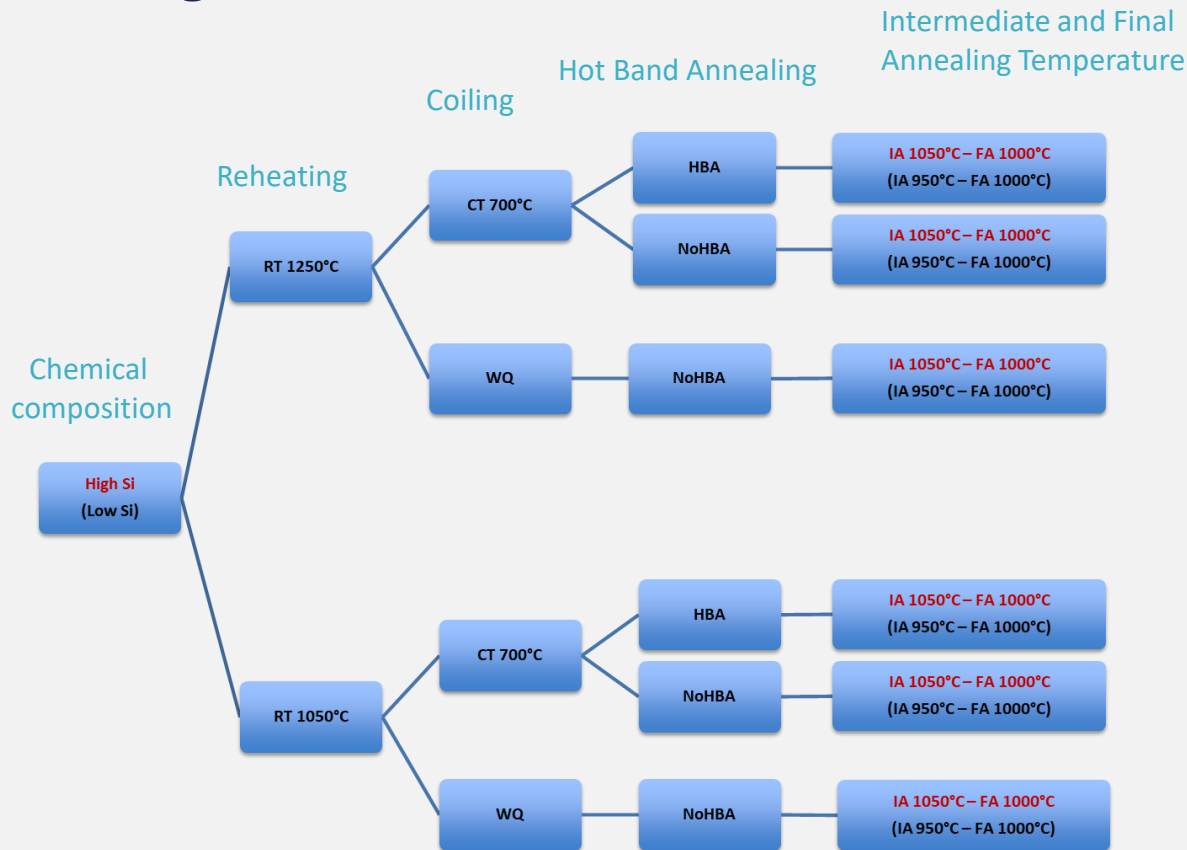 Intermediate and Final
Annealing Temperature
Hot Band Annealing
Coiling
Reheating
Chemical
composition
HBA
IA 1050°C – FA 1000°C
(IA 950°C – FA 1000°C)
CT 700°C
NoHBA
IA 1050°C – FA 1000°C
(IA 950°C – FA 1000°C)
RT 1250°C
WQ
NoHBA
IA 1050°C – FA 1000°C
(IA 950°C – FA 1000°C)
High Si
(Low Si)
HBA
IA 1050°C – FA 1000°C
(IA 950°C – FA 1000°C)
CT 700°C
NoHBA
IA 1050°C – FA 1000°C
(IA 950°C – FA 1000°C)
RT 1050°C
WQ
NoHBA
IA 1050°C – FA 1000°C
(IA 950°C – FA 1000°C)